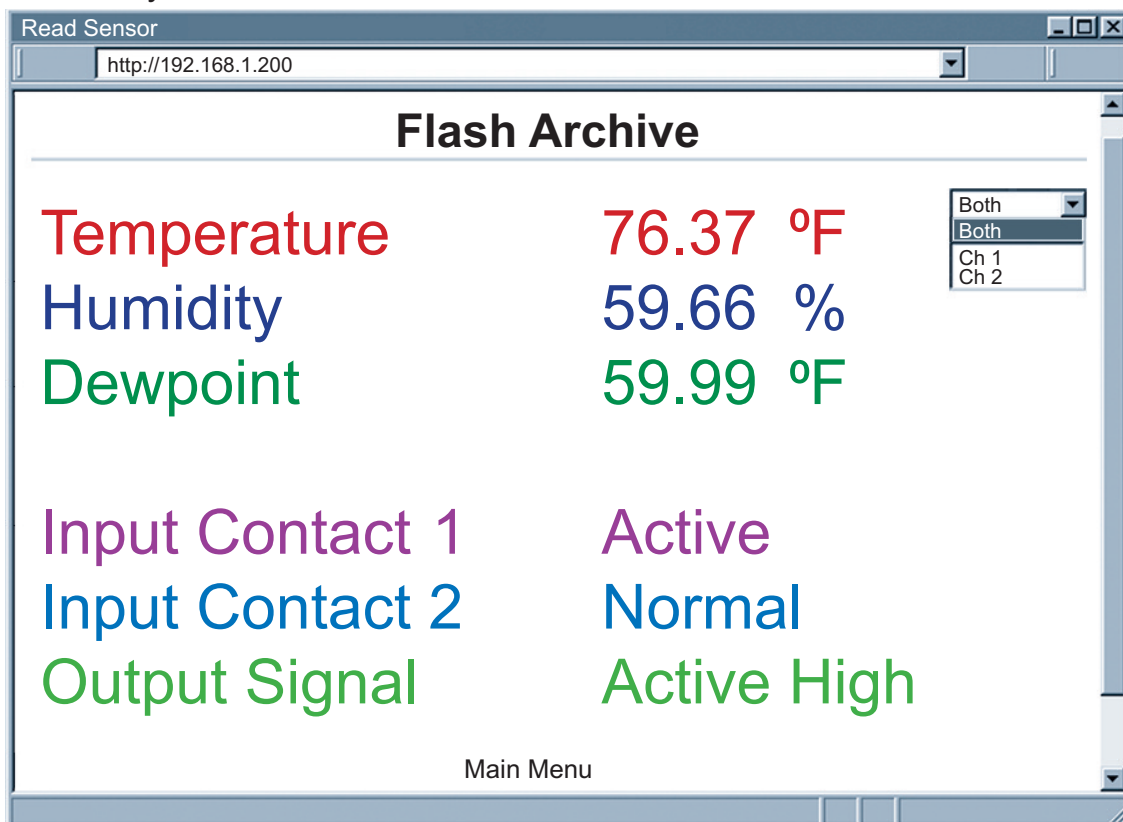 Read Sensor
http://192.168.1.200
Flash Archive
Temperature 76.37 ºF
Both
Both
Ch 1
Ch 2
Humidity 59.66 %
Dewpoint 59.99 ºF
Input Contact 1 Active
Input Contact 2 Normal
Output Signal Active High
Main Menu